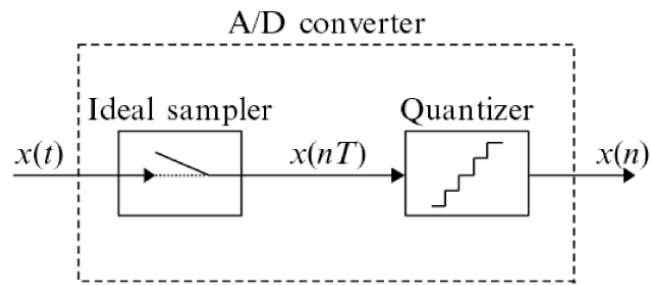 A/D converter
Ideal sampler
Quantizer
x(t)
x(nT)
x(n)